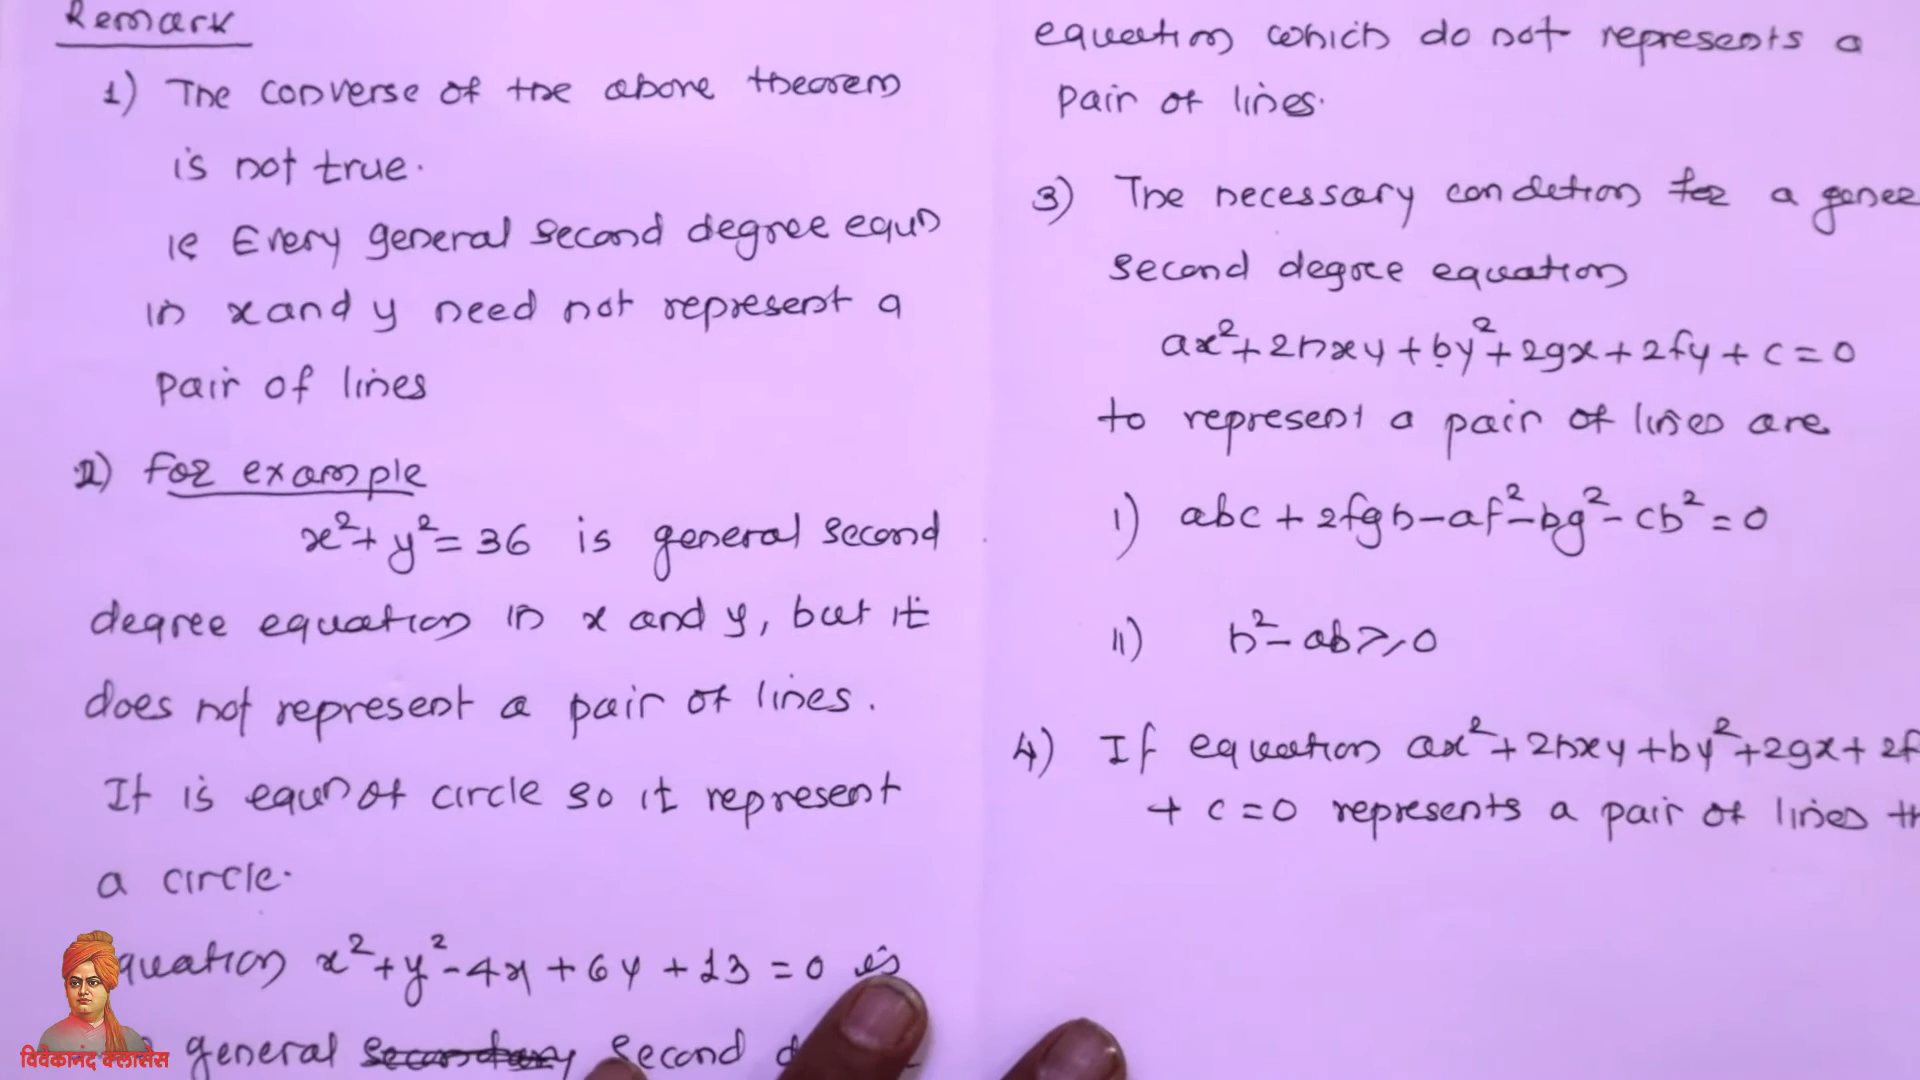 Remark
1) The converse of the above theorem
is not true.
ie Every general second degree equn
in x and y need not represent a
pair of lines
2) for example
x²+y²=36 is general second
degree equation in x and y, but it
does not represent a pair of lines.
It is equn of circle so it represent
a circle.
quation x²+y²-4x+6y+13=0 is
general second d
विवेकानंद क्लासेस
equation which do not represents a
pair of lines.
3) The necessary condition for a gene
second degree equation
ax²+2hxy+by²+2gx+2fy+c=0
to represent a pair of lines are
i) abc+2fgh-af²-bg²-ch²=0
ii) h²-ab≥0
4) If equation ax²+2hxy+by²+2gx+2f
+c=0 represents a pair of lines th